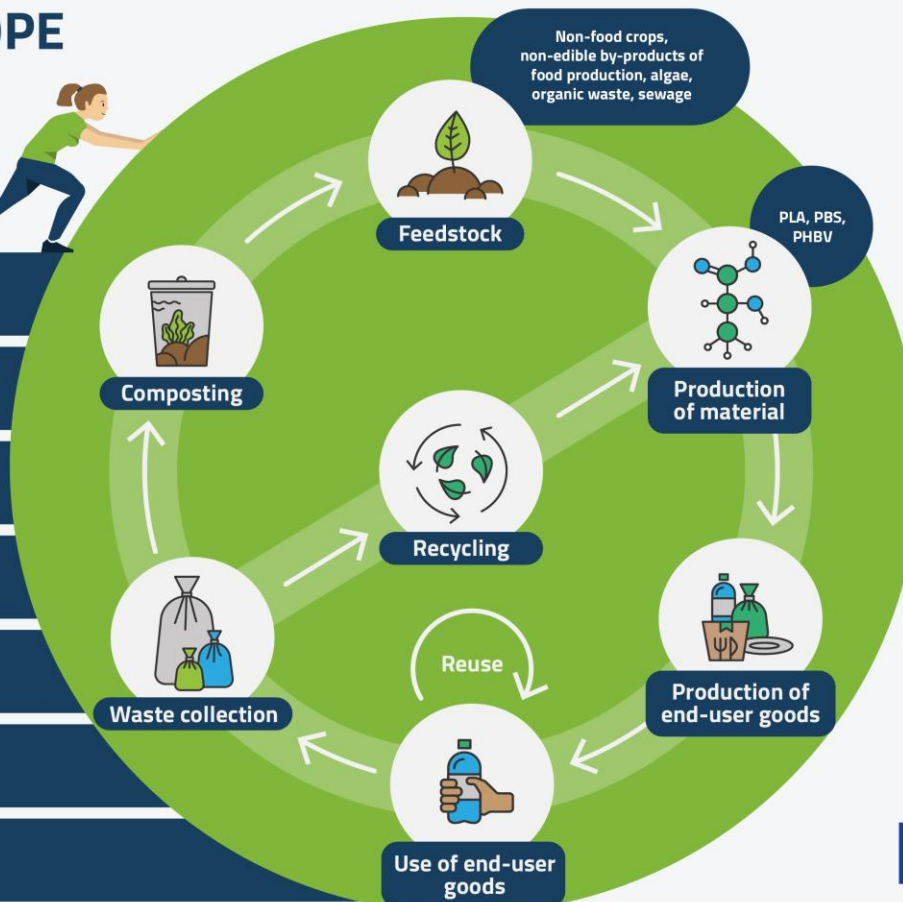 OPE
Non-food crops,
non-edible by-products of
food production, algae,
organic waste, sewage
Feedstock
PLA, PBS,
PHBV
Production
of material
Composting
Recycling
Production of
end-user goods
Reuse
Waste collection
Use of end-user
goods